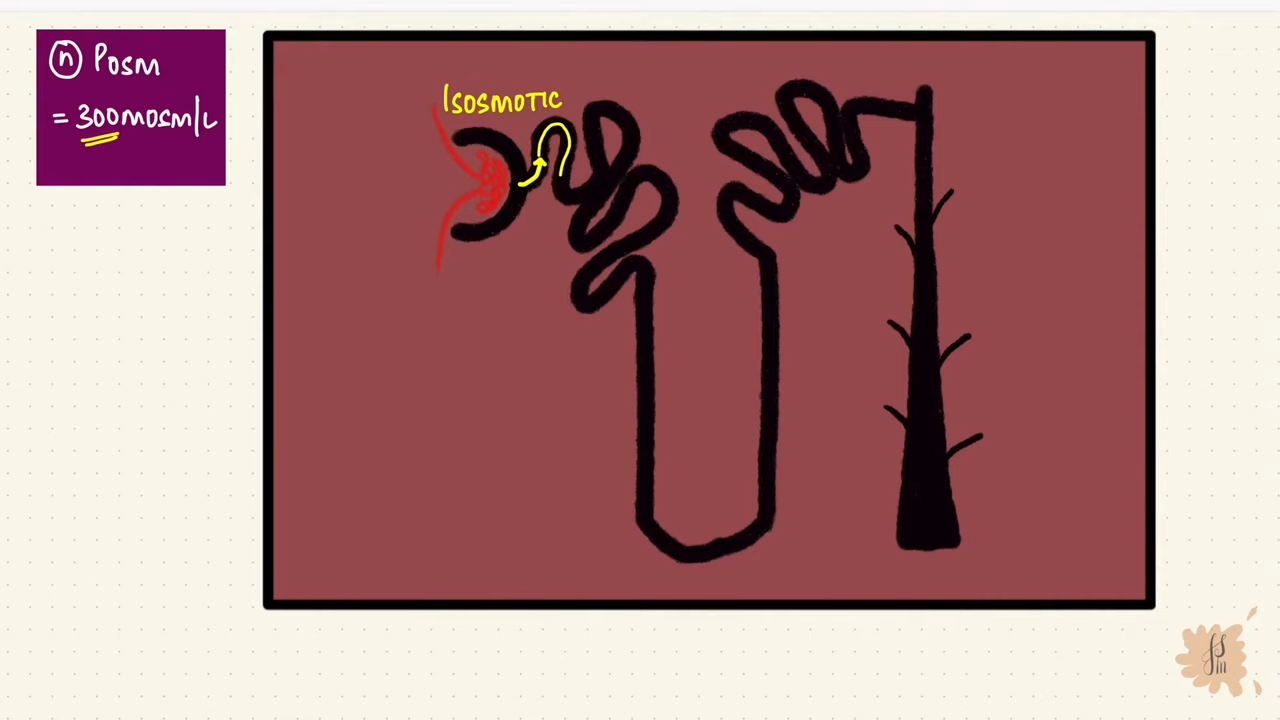 ⓝ POSM
= 300mosm/L
ISOSMOTIC